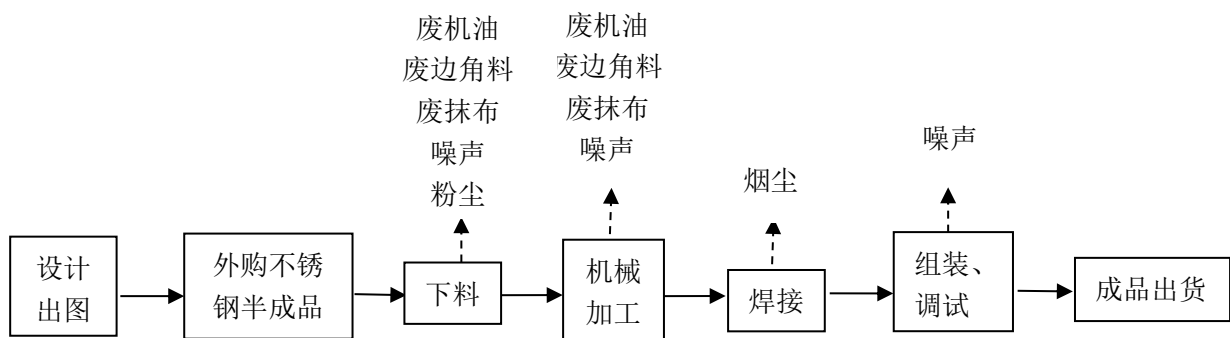 废机油
废边角料
废抹布
噪声
粉尘
废机油
废边角料
废抹布
噪声
烟尘
噪声
设计
出图
外购不锈
钢半成品
下料
机械
加工
焊接
组装、
调试
成品出货